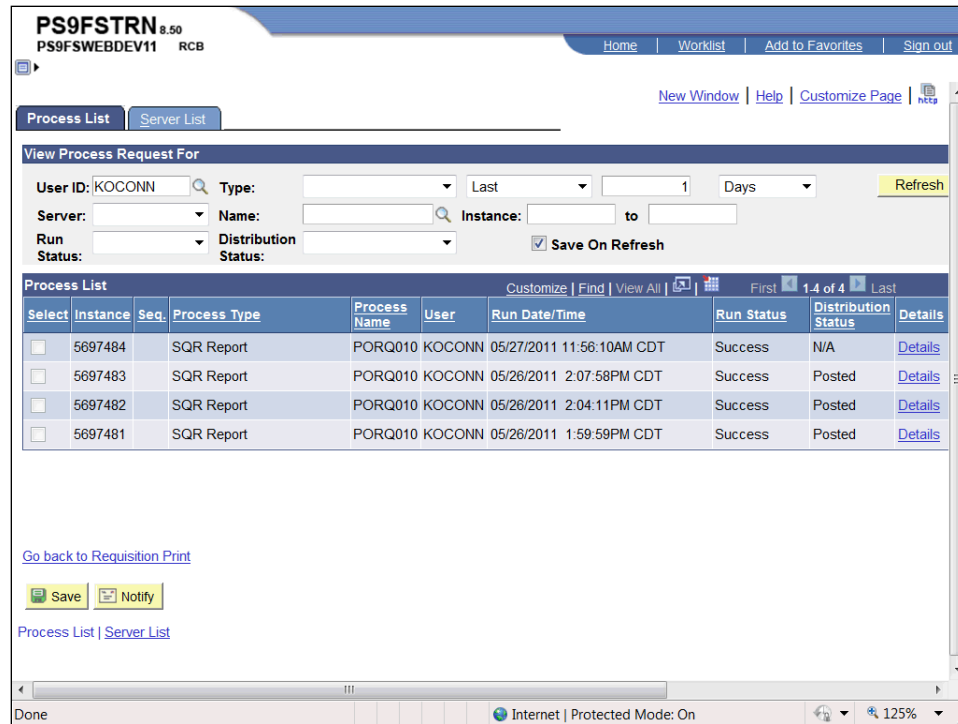 PS9FSTRN 8.50
PS9FSWEBDEV11 RCB
Home | Worklist | Add to Favorites | Sign out
New Window | Help | Customize Page | http
Process List Server List
View Process Request For
User ID: KOCONN Type: Last 1 Days Refresh
Server: Name: Instance: to
Run Status: Distribution Status: Save On Refresh
Process List Customize | Find | View All | | First 1-4 of 4 Last
Select Instance Seq. Process Type Process Name User Run Date/Time Run Status Distribution Status Details
5697484 SQR Report PORQ010 KOCONN 05/27/2011 11:56:10AM CDT Success N/A Details
5697483 SQR Report PORQ010 KOCONN 05/26/2011 2:07:58PM CDT Success Posted Details
5697482 SQR Report PORQ010 KOCONN 05/26/2011 2:04:11PM CDT Success Posted Details
5697481 SQR Report PORQ010 KOCONN 05/26/2011 1:59:59PM CDT Success Posted Details
Go back to Requisition Print
Save Notify
Process List | Server List
Done Internet | Protected Mode: On 125%